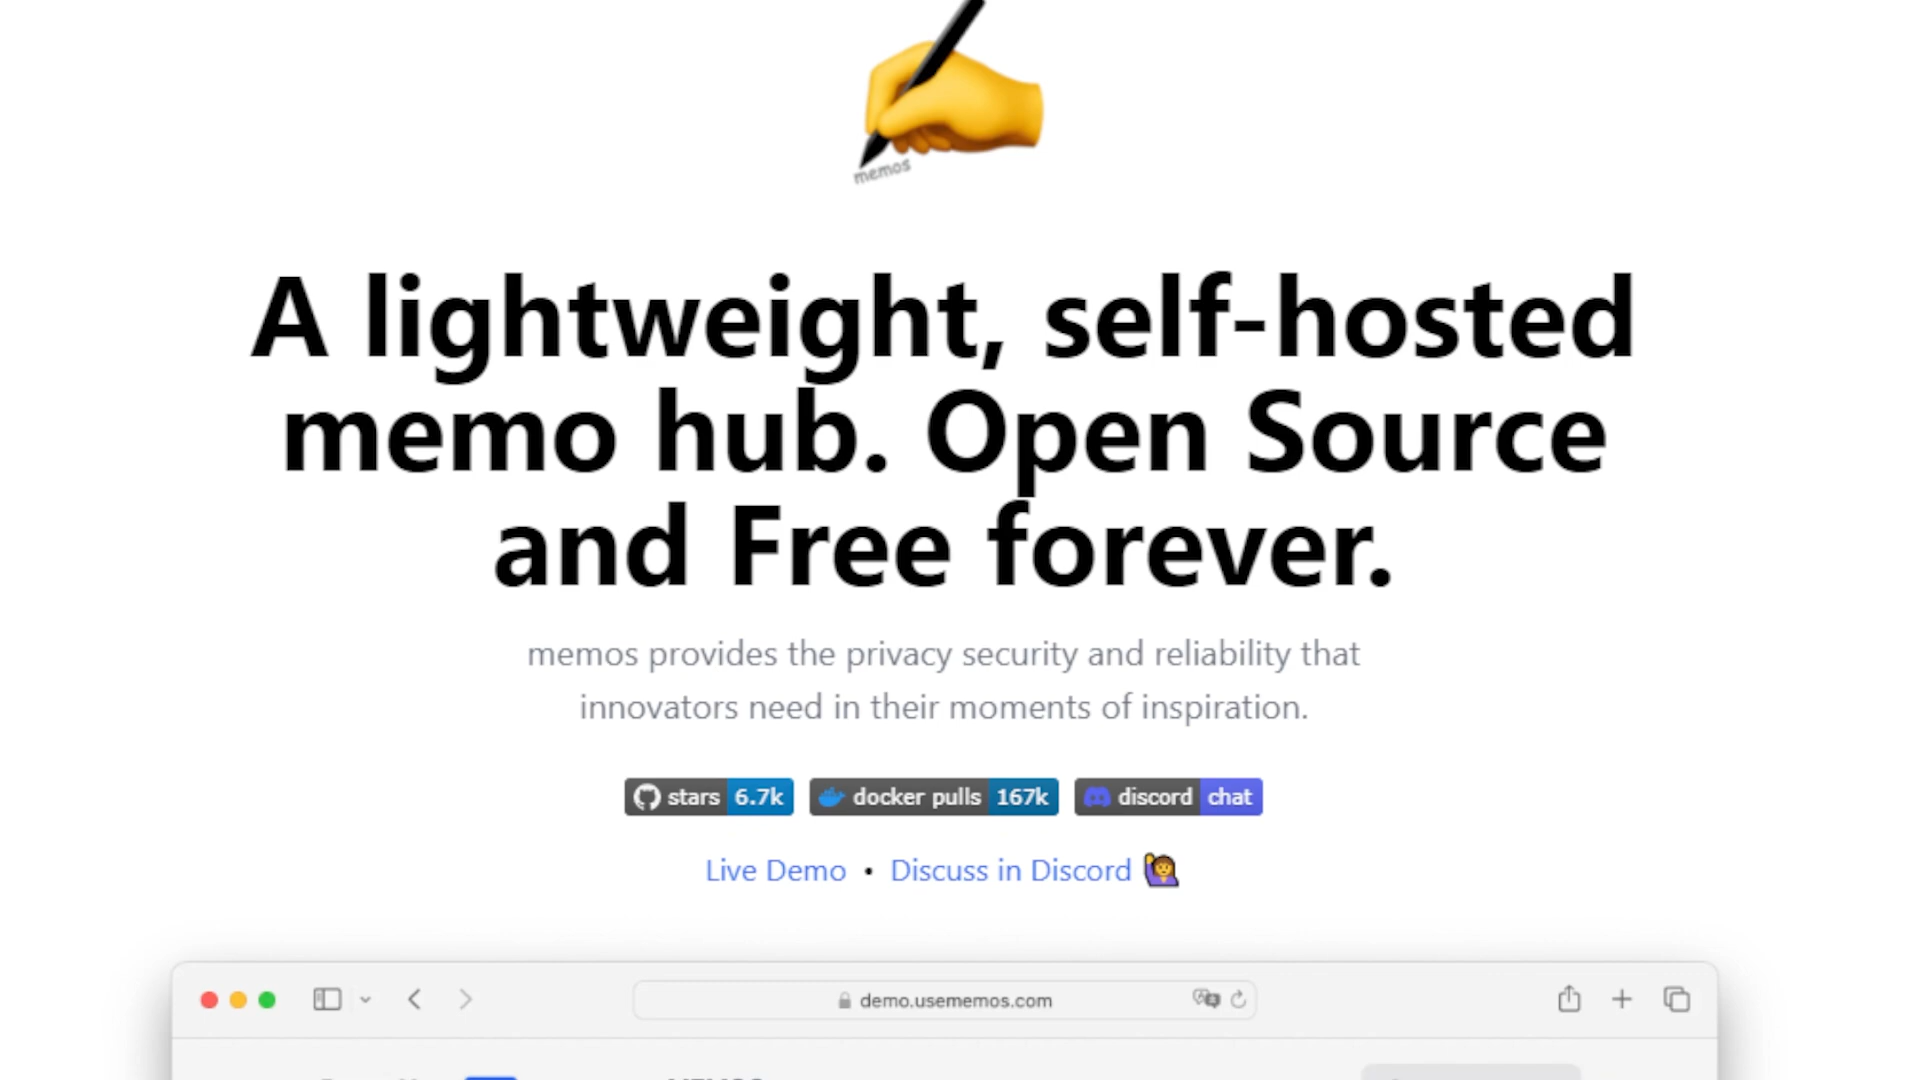 memos
A lightweight, self-hosted
memo hub. Open Source
and Free forever.
memos provides the privacy security and reliability that
innovators need in their moments of inspiration.
stars 6.7k docker pulls 167k discord chat
Live Demo • Discuss in Discord
demo.usememos.com